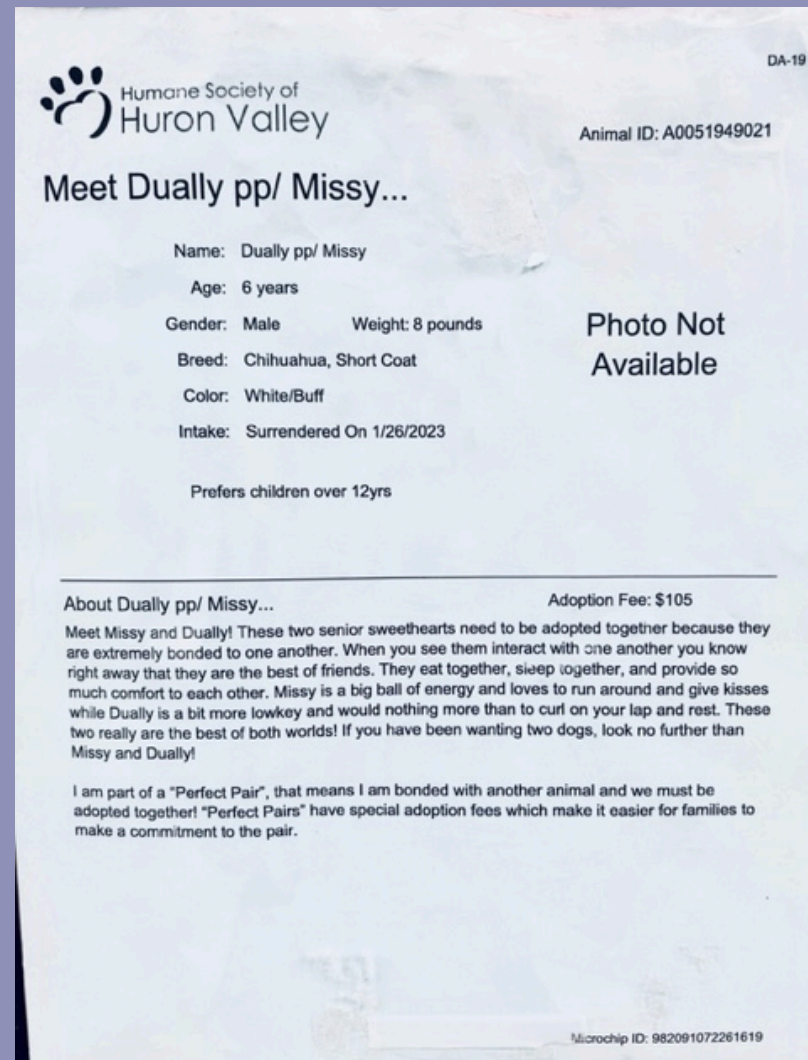 DA-19
Humane Society of
Huron Valley
Animal ID: A0051949021
Meet Dually pp/ Missy...
Name: Dually pp/ Missy
Age: 6 years
Gender: Male Weight: 8 pounds
Breed: Chihuahua, Short Coat
Color: White/Buff
Intake: Surrendered On 1/26/2023
Photo Not
Available
Prefers children over 12yrs
About Dually pp/ Missy... Adoption Fee: $105
Meet Missy and Dually! These two senior sweethearts need to be adopted together because they
are extremely bonded to one another. When you see them interact with one another you know
right away that they are the best of friends. They eat together, sleep together, and provide so
much comfort to each other. Missy is a big ball of energy and loves to run around and give kisses
while Dually is a bit more lowkey and would nothing more than to curl on your lap and rest. These
two really are the best of both worlds! If you have been wanting two dogs, look no further than
Missy and Dually!
I am part of a "Perfect Pair", that means I am bonded with another animal and we must be
adopted together! "Perfect Pairs" have special adoption fees which make it easier for families to
make a commitment to the pair.
Microchip ID: 982091072261619